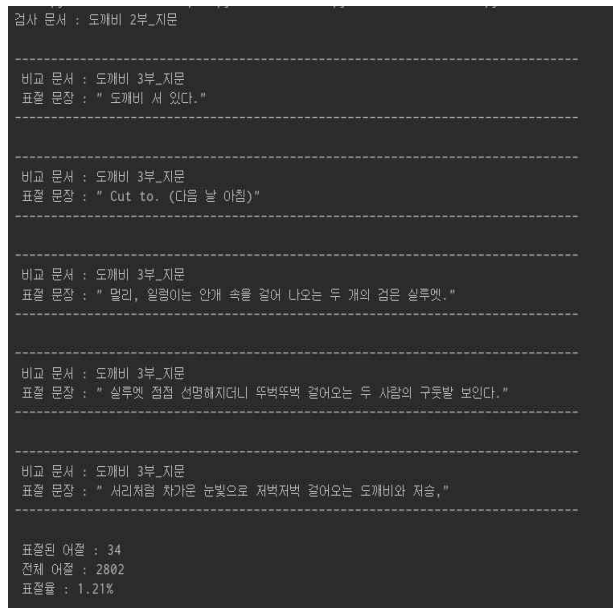 검사 문서 : 도깨비 2부_지문
------------------------------------------------------------------------------
비교 문서 : 도깨비 3부_지문
표절 문장 : " 도깨비 서 있다."
------------------------------------------------------------------------------
------------------------------------------------------------------------------
비교 문서 : 도깨비 3부_지문
표절 문장 : " Cut to. (다음 날 아침)"
------------------------------------------------------------------------------
------------------------------------------------------------------------------
비교 문서 : 도깨비 3부_지문
표절 문장 : " 멀리, 일렁이는 안개 속을 걸어 나오는 두 개의 검은 실루엣."
------------------------------------------------------------------------------
------------------------------------------------------------------------------
비교 문서 : 도깨비 3부_지문
표절 문장 : " 실루엣 점점 선명해지더니 뚜벅뚜벅 걸어오는 두 사람의 구둣발 보인다."
------------------------------------------------------------------------------
------------------------------------------------------------------------------
비교 문서 : 도깨비 3부_지문
표절 문장 : " 서리처럼 차가운 눈빛으로 저벅저벅 걸어오는 도깨비와 저승,"
------------------------------------------------------------------------------
표절된 어절 : 34
전체 어절 : 2802
표절율 : 1.21%